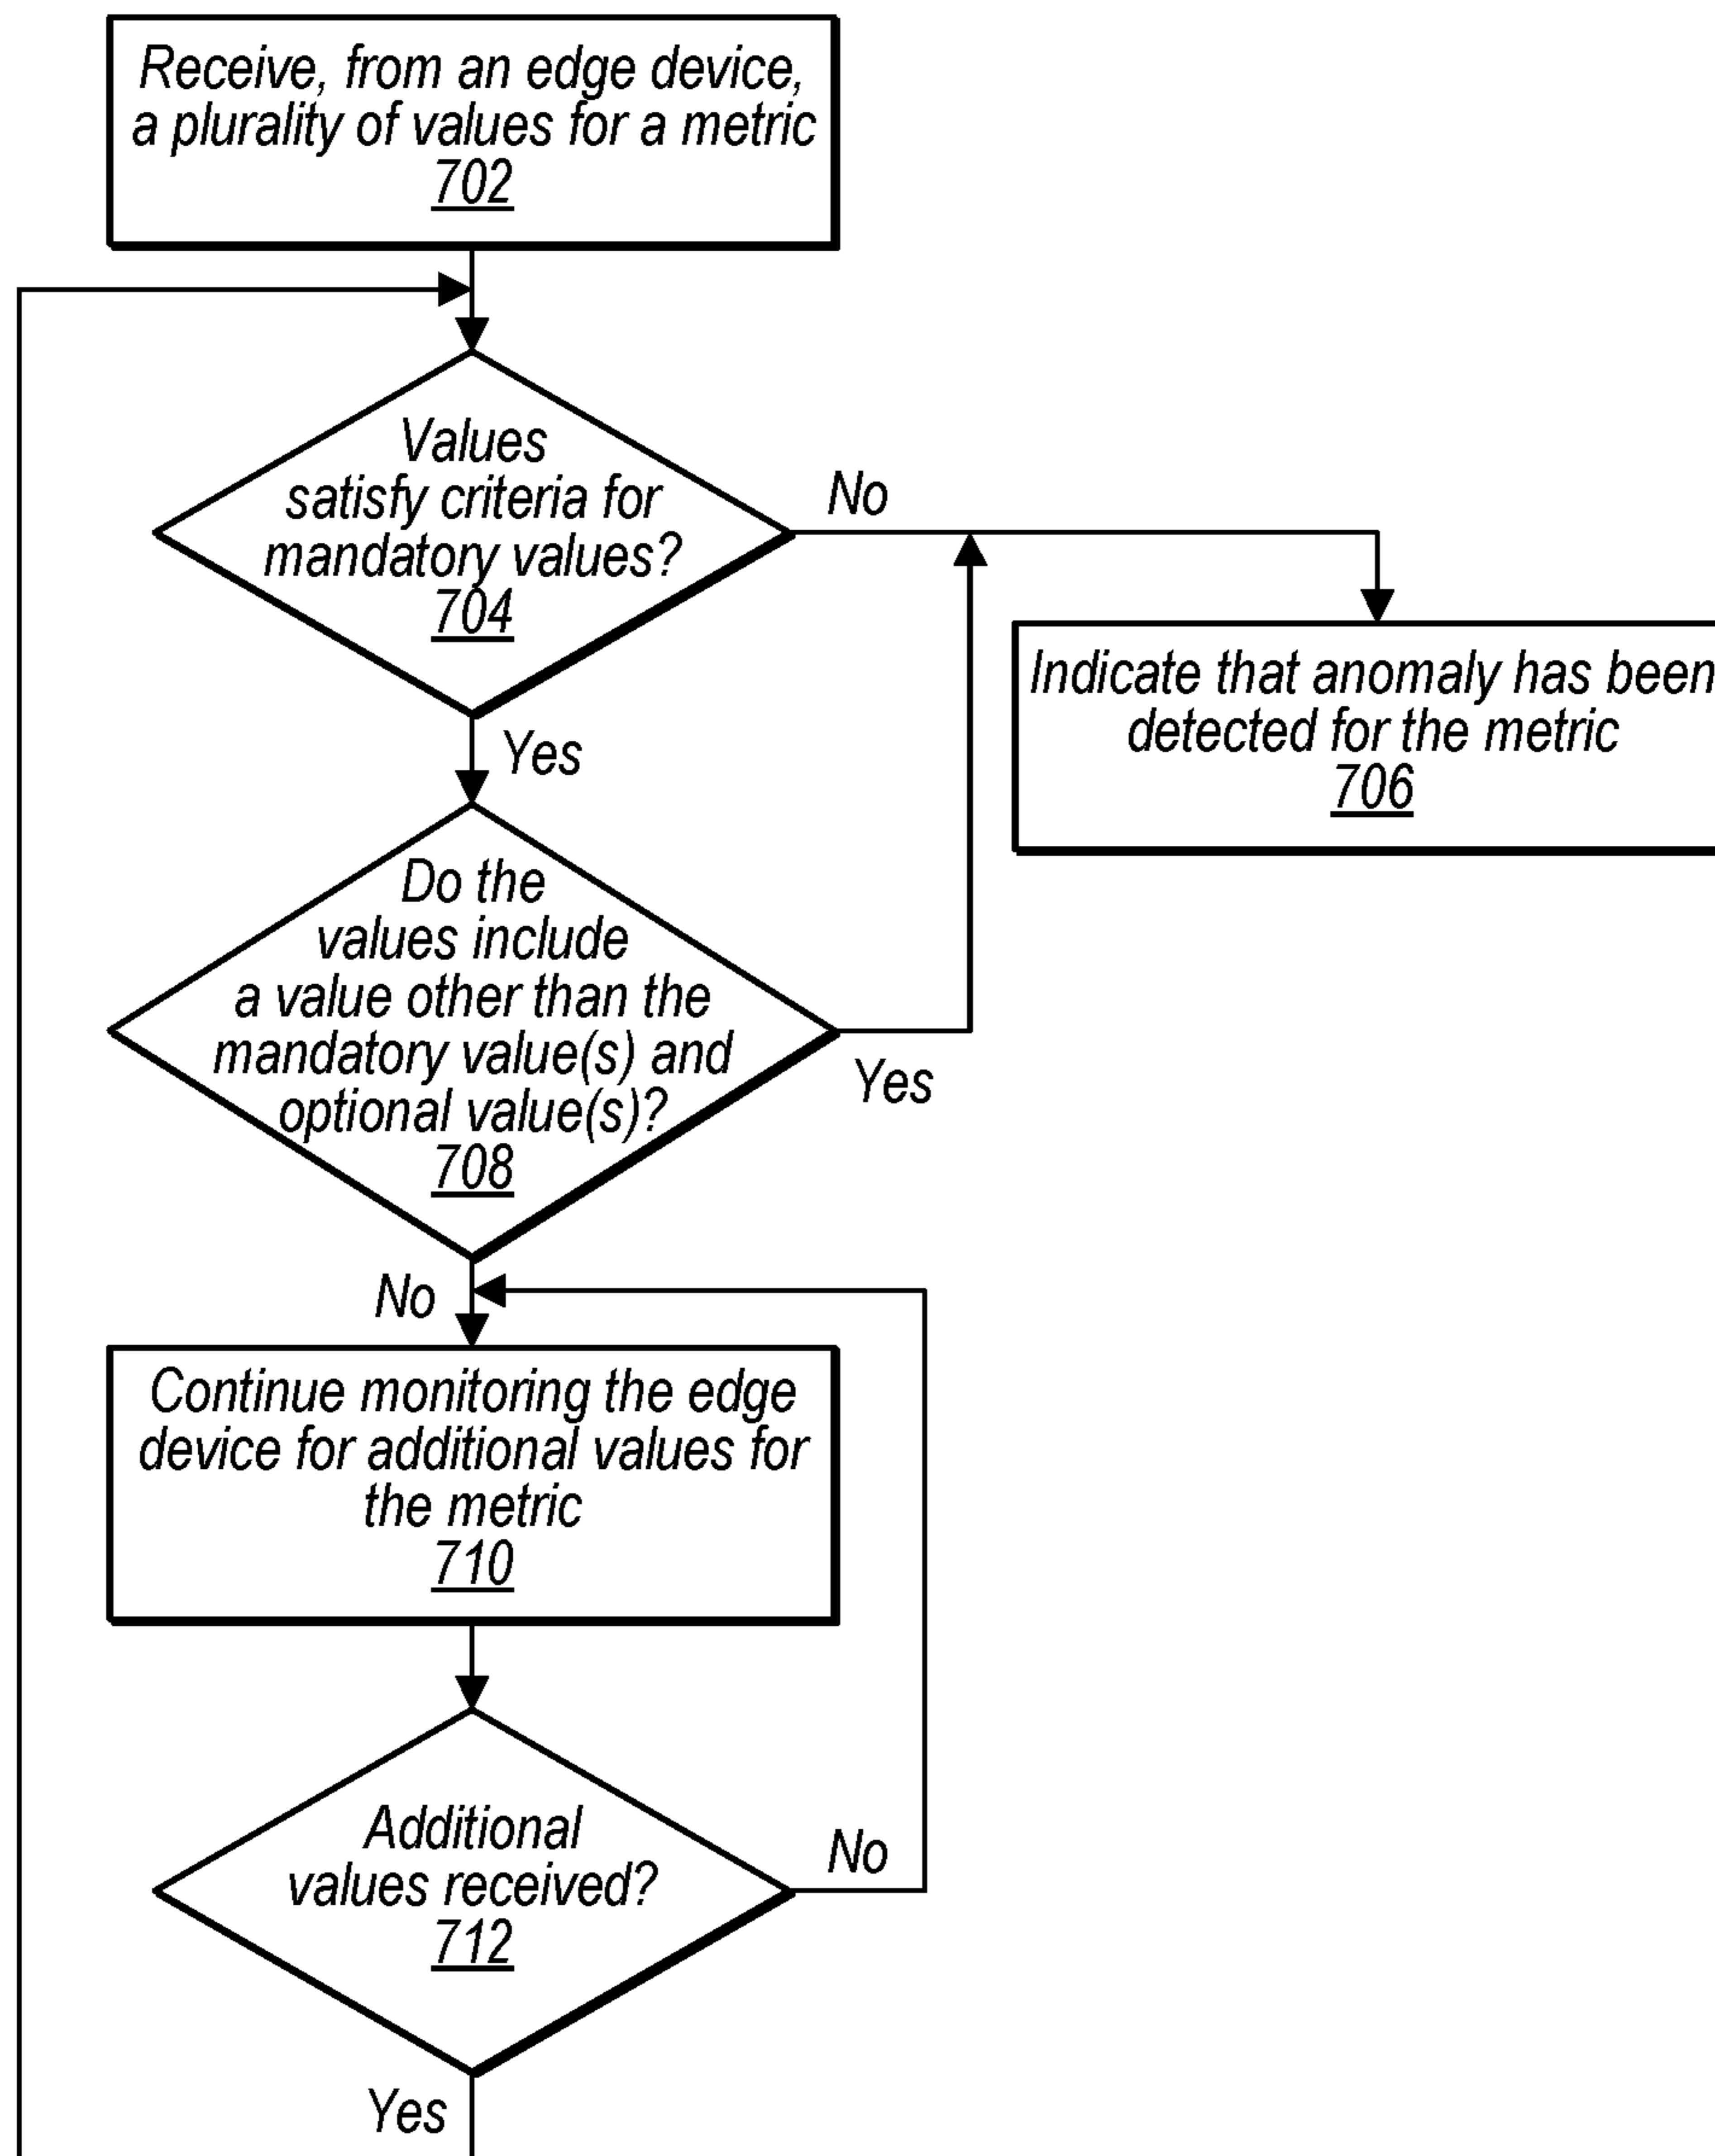 Receive, from an edge device,
a plurality of values for a metric
702
Values
satisfy criteria for
mandatory values?
704
No
Yes
Indicate that anomaly has been
detected for the metric
706
Do the
values include
a value other than the
mandatory value(s) and
optional value(s)?
708
Yes
No
Continue monitoring the edge
device for additional values for
the metric
710
Additional
values received?
712
No
Yes